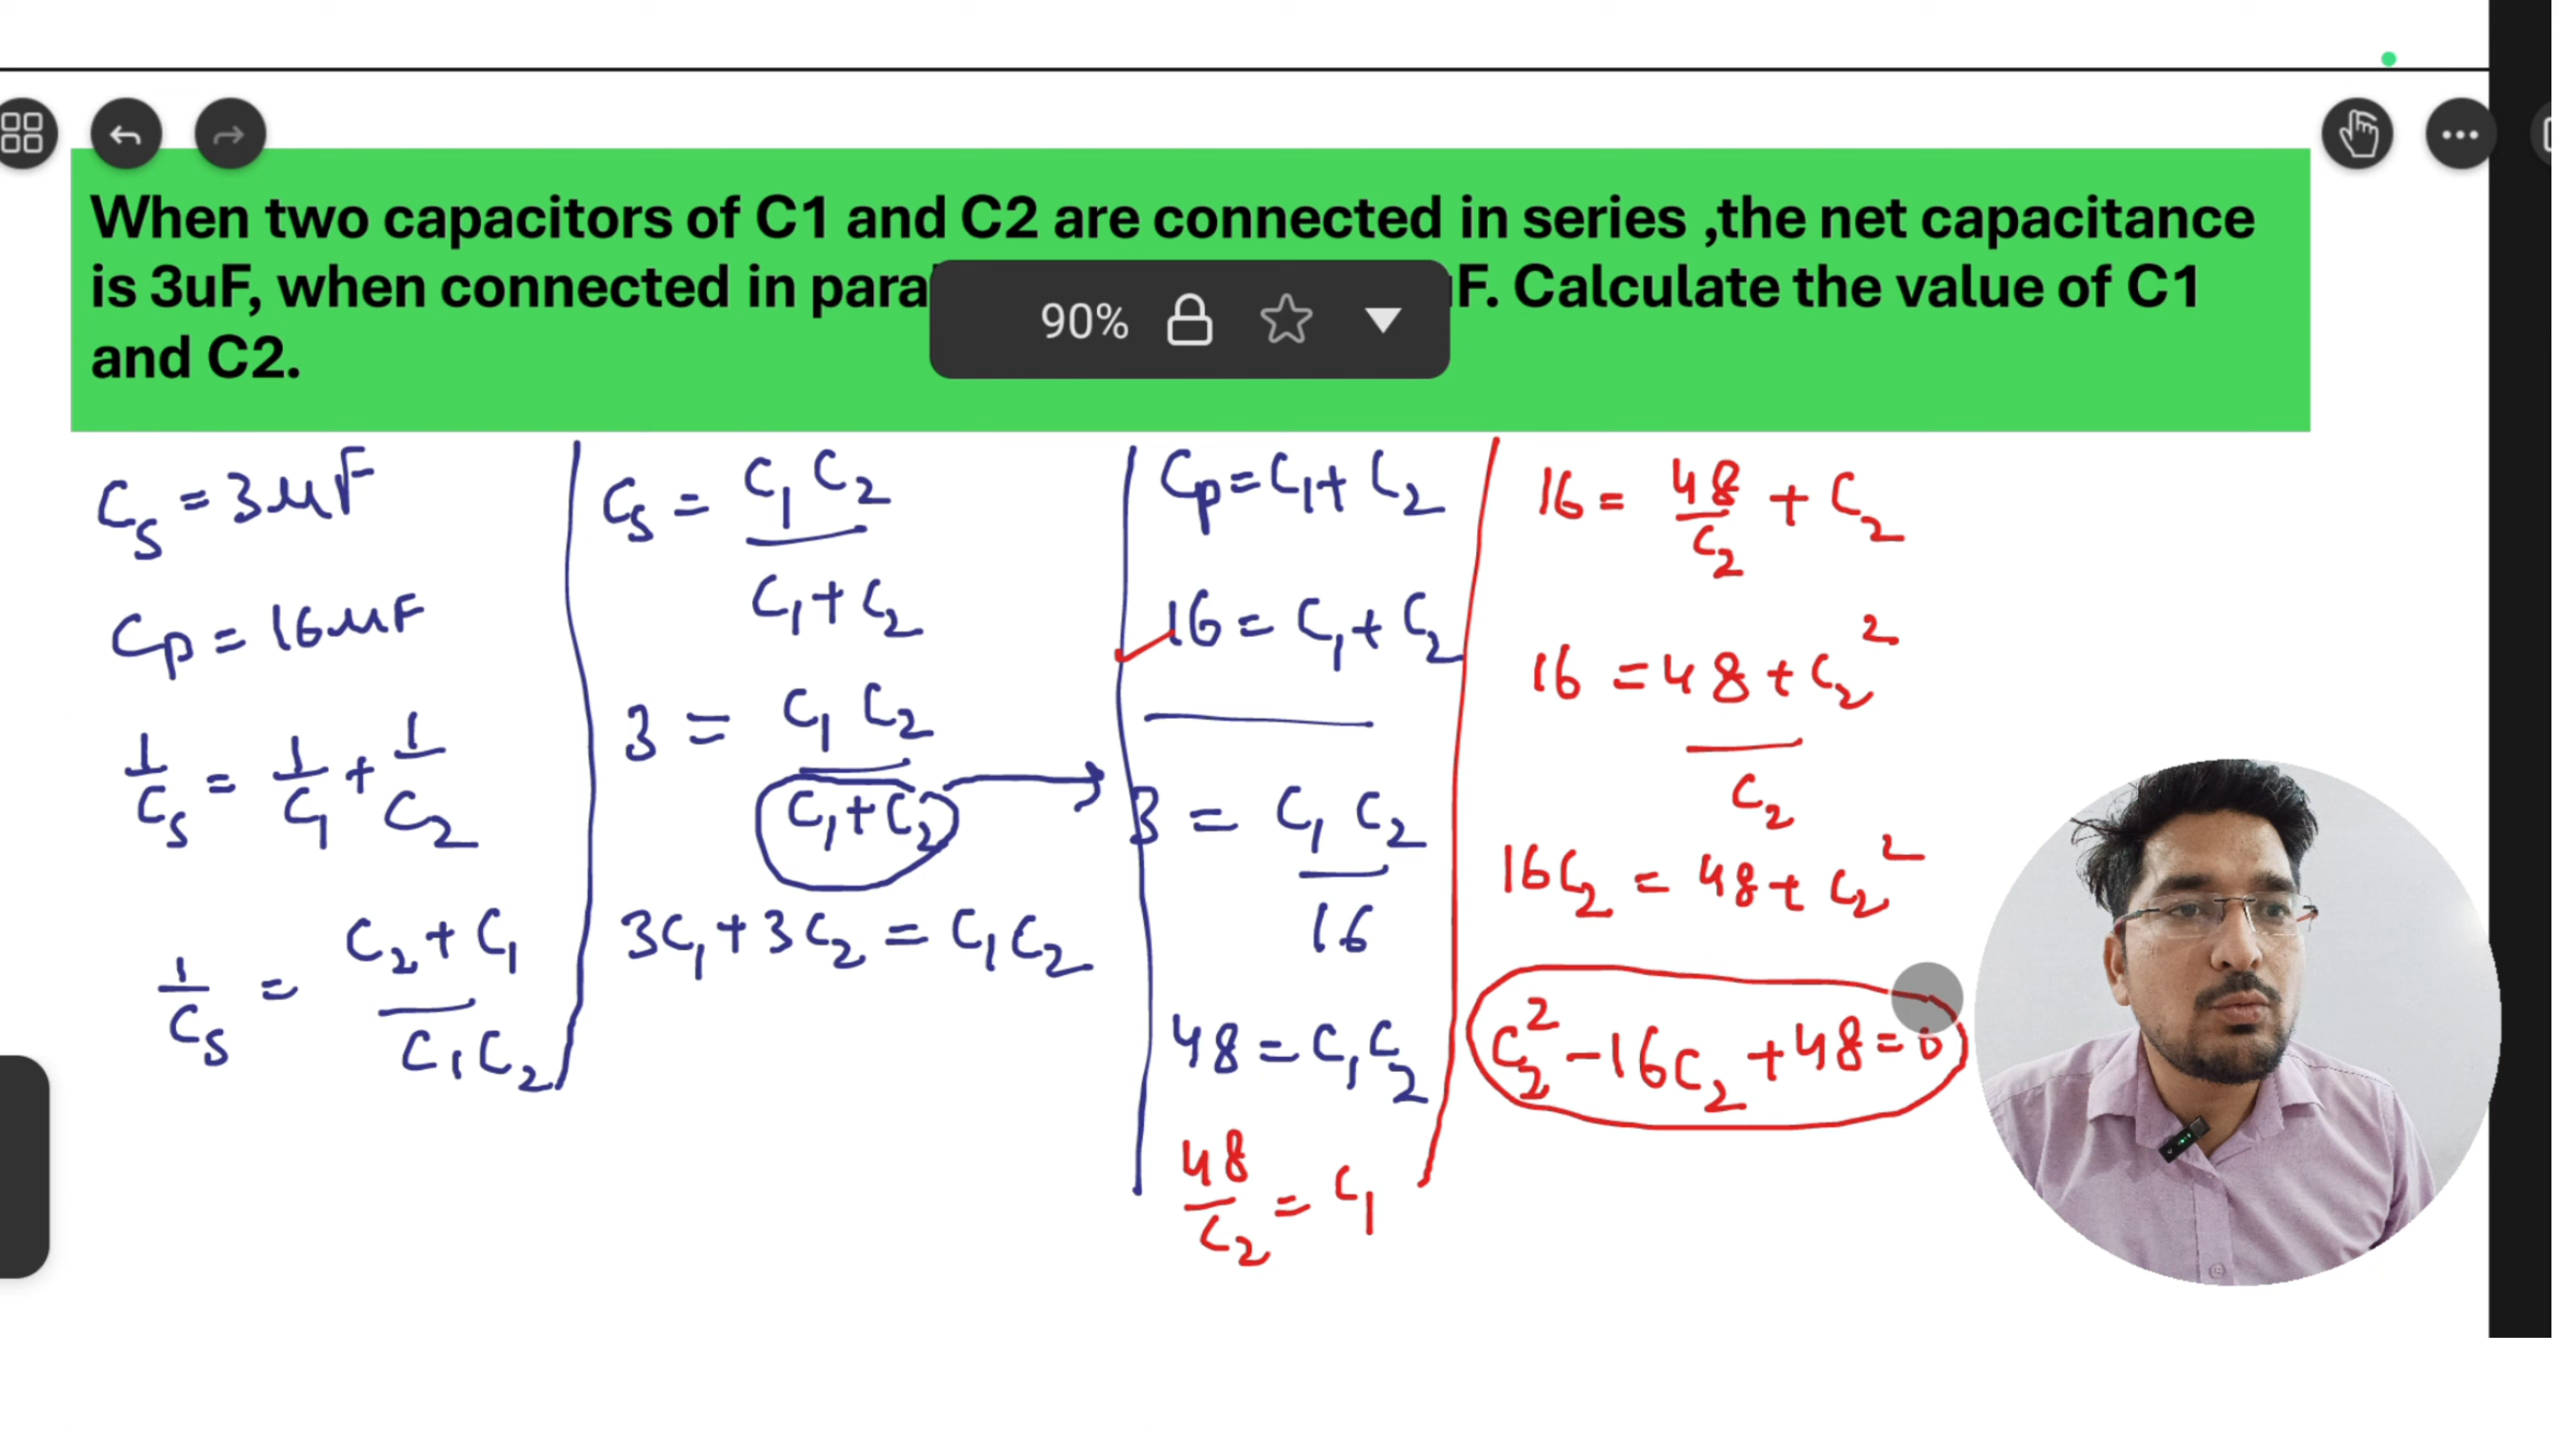 When two capacitors of C1 and C2 are connected in series ,the net capacitance
is 3uF, when connected in para F. Calculate the value of C1
and C2.
90%
Cs = 3μF
Cp = 16μF
1/Cs = 1/C₁ + 1/C₂
1/Cs = C₂ + C₁ / C₁C₂
Cs = C₁C₂ / C₁ + C₂
3 = C₁C₂ / C₁ + C₂
3C₁ + 3C₂ = C₁C₂
Cp = C₁ + C₂
16 = C₁ + C₂
3 = C₁C₂ / 16
48 = C₁C₂
48/C₂ = C₁
16 = 48/C₂ + C₂
16 = 48 + C₂² / C₂
16C₂ = 48 + C₂²
C₂² - 16C₂ + 48 = 0